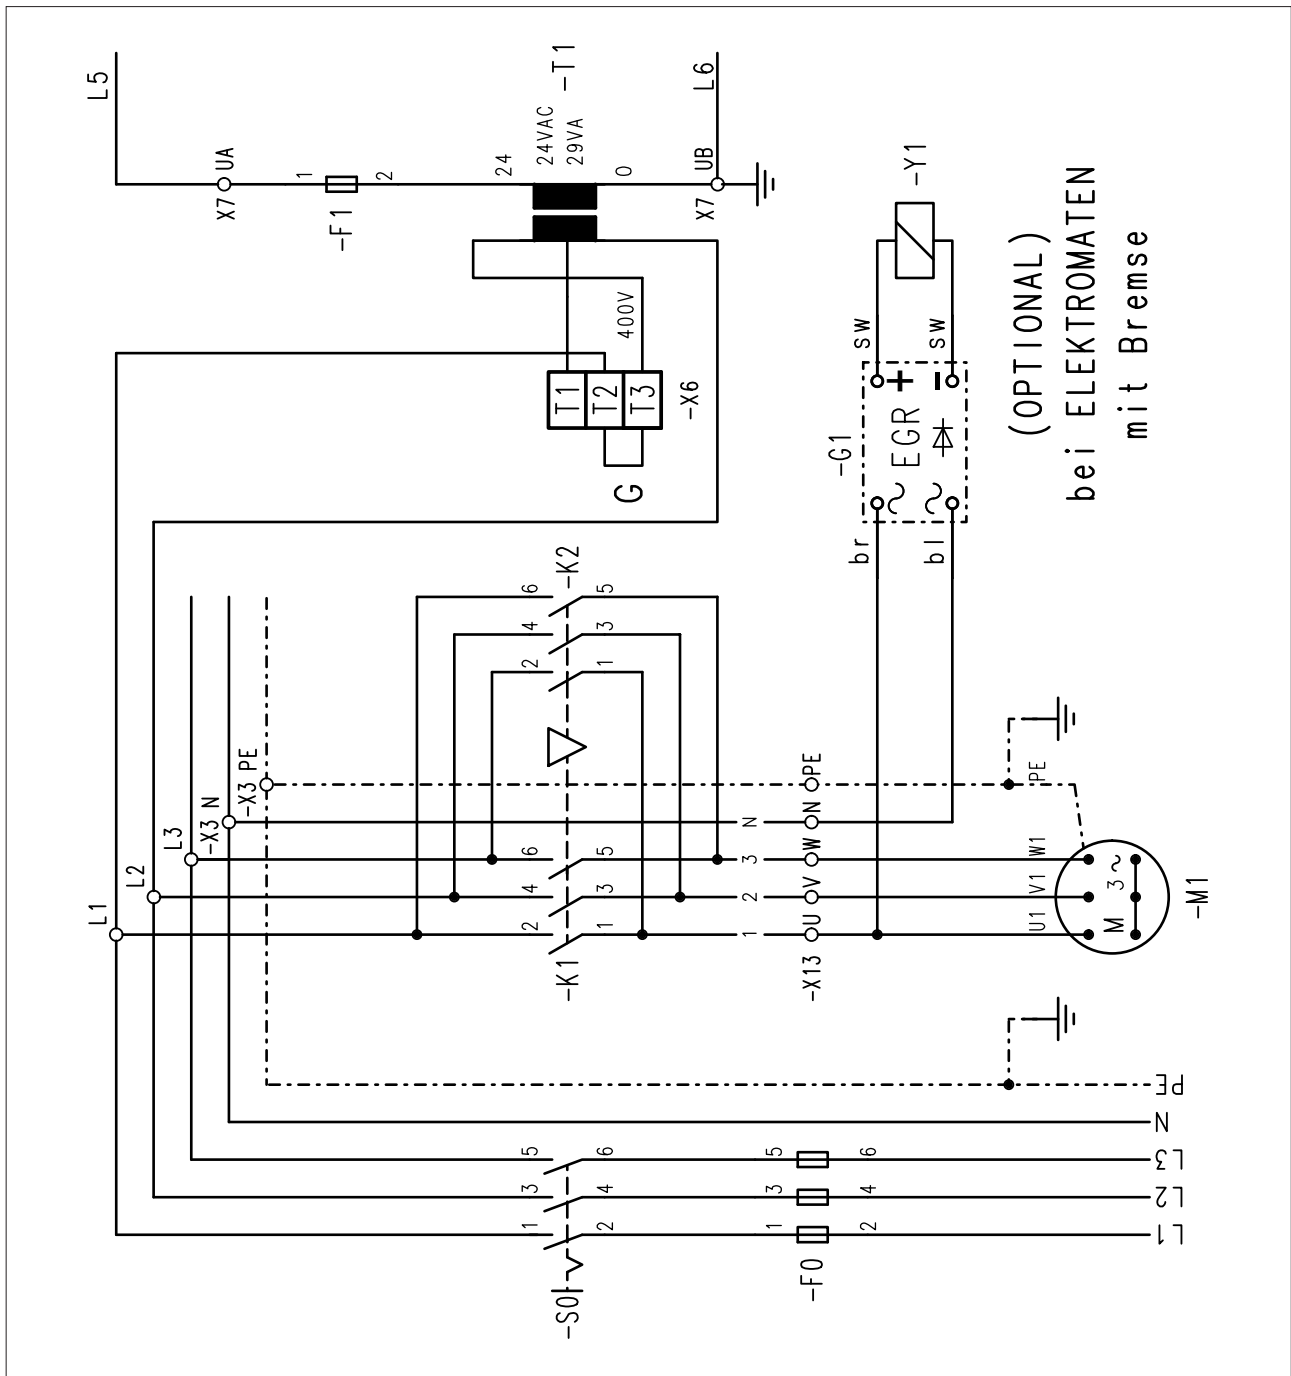 L5
X7
UA
1
2
-F1
24
24VAC
29VA
-T1
0
X7
UB
L6
400V
T1
T2
T3
-X6
G
-Y1
sw
sw
+
-
-G1
EGR
~
~
br
bl
(OPTIONAL)
bei ELEKTROMATEN
mit Bremse
L1
L2
L3
-X3 N
-X3 PE
-K2
6
5
4
3
2
1
-K1
6
5
4
3
2
1
N
3
2
1
-X13
U
V
W
N
PE
PE
U1
V1
W1
M
3 ~
-M1
-S0
1
2
3
4
5
6
-F0
1
2
3
4
5
6
L1
L2
L3
N
PE